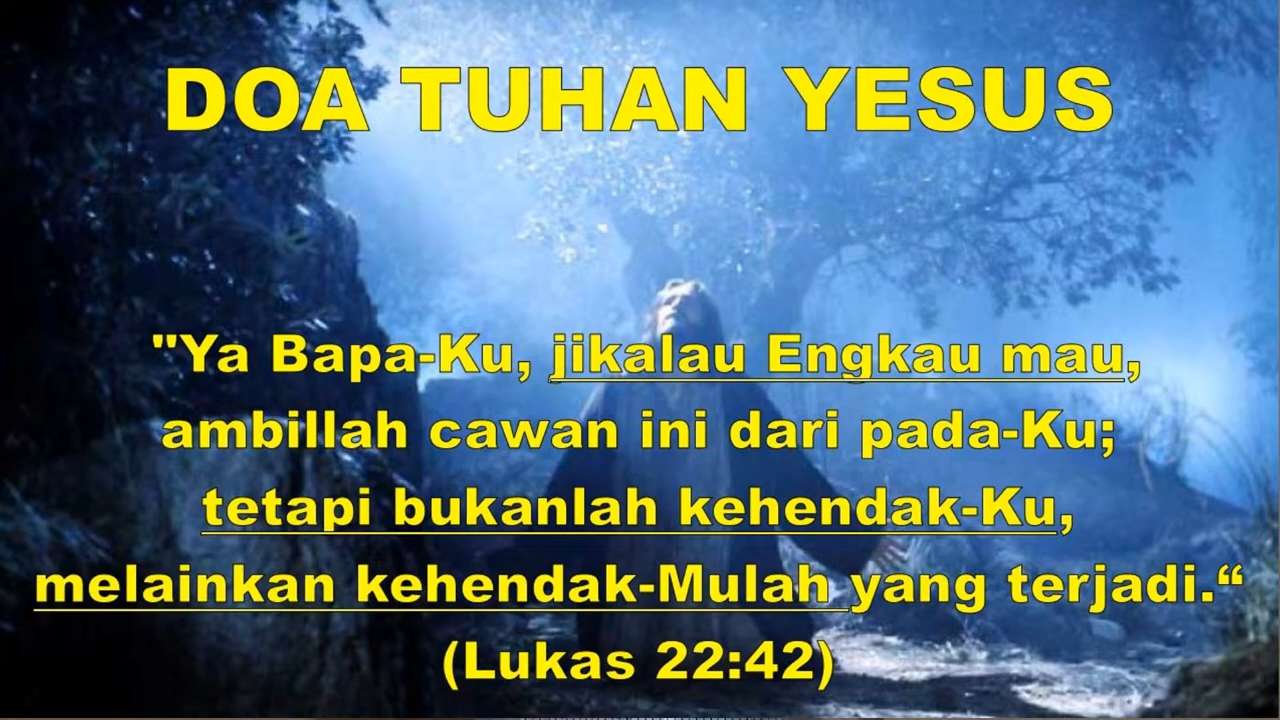 DOA TUHAN YESUS
"Ya Bapa-Ku, jikalau Engkau mau,
ambillah cawan ini dari pada-Ku;
tetapi bukanlah kehendak-Ku,
melainkan kehendak-Mulah yang terjadi.“
(Lukas 22:42)